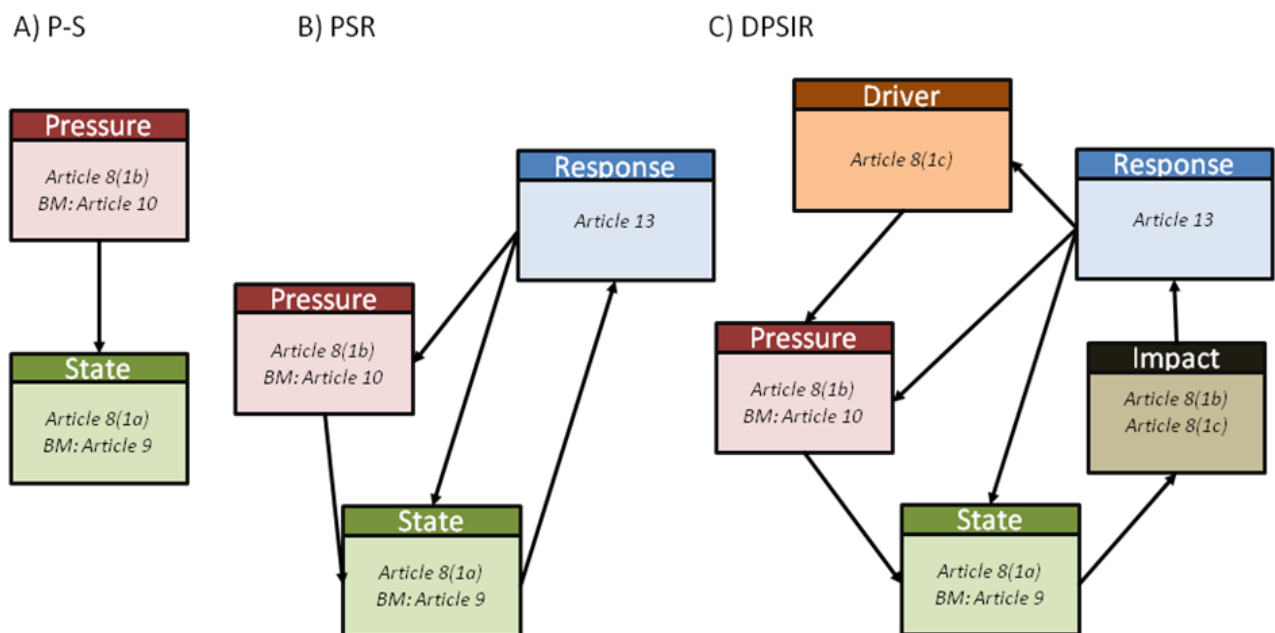 A) P-S
Pressure
Article 8(1b)
BM: Article 10
State
Article 8(1a)
BM: Article 9
B) PSR
Response
Article 13
Pressure
Article 8(1b)
BM: Article 10
State
Article 8(1a)
BM: Article 9
C) DPSIR
Driver
Article 8(1c)
Response
Article 13
Pressure
Article 8(1b)
BM: Article 10
Impact
Article 8(1b)
Article 8(1c)
State
Article 8(1a)
BM: Article 9